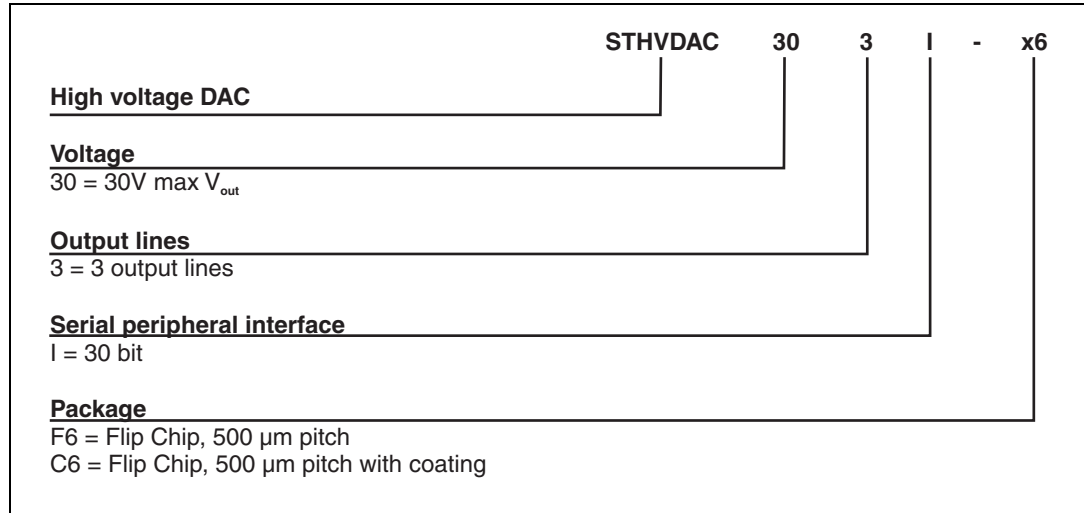 STHVDAC 30 3 I - x6
High voltage DAC
Voltage
30 = 30V max Vout
Output lines
3 = 3 output lines
Serial peripheral interface
I = 30 bit
Package
F6 = Flip Chip, 500 µm pitch
C6 = Flip Chip, 500 µm pitch with coating